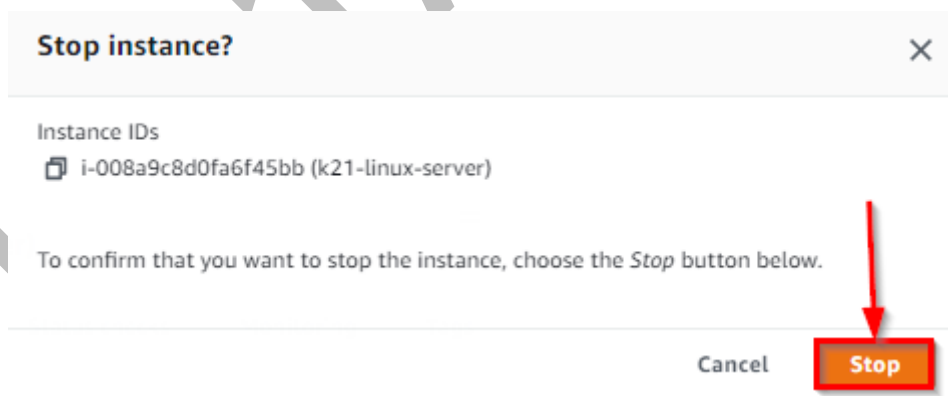 Stop instance?
Instance IDs
i-008a9c8d0fa6f45bb (k21-linux-server)
To confirm that you want to stop the instance, choose the Stop button below.
Cancel Stop